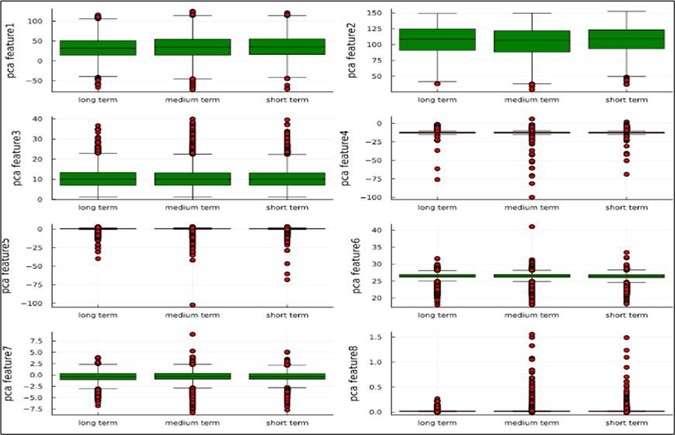 pca feature1
100
50
0
-50
long term medium term short term
pca feature2
150
125
100
75
50
long term medium term short term
pca feature3
40
30
20
10
0
long term medium term short term
pca feature4
0
-25
-50
-75
-100
long term medium term short term
pca feature5
0
-25
-50
-75
-100
long term medium term short term
pca feature6
40
35
30
25
20
long term medium term short term
pca feature7
7.5
5.0
2.5
0.0
-2.5
-5.0
-7.5
long term medium term short term
pca feature8
1.5
1.0
0.5
0.0
long term medium term short term